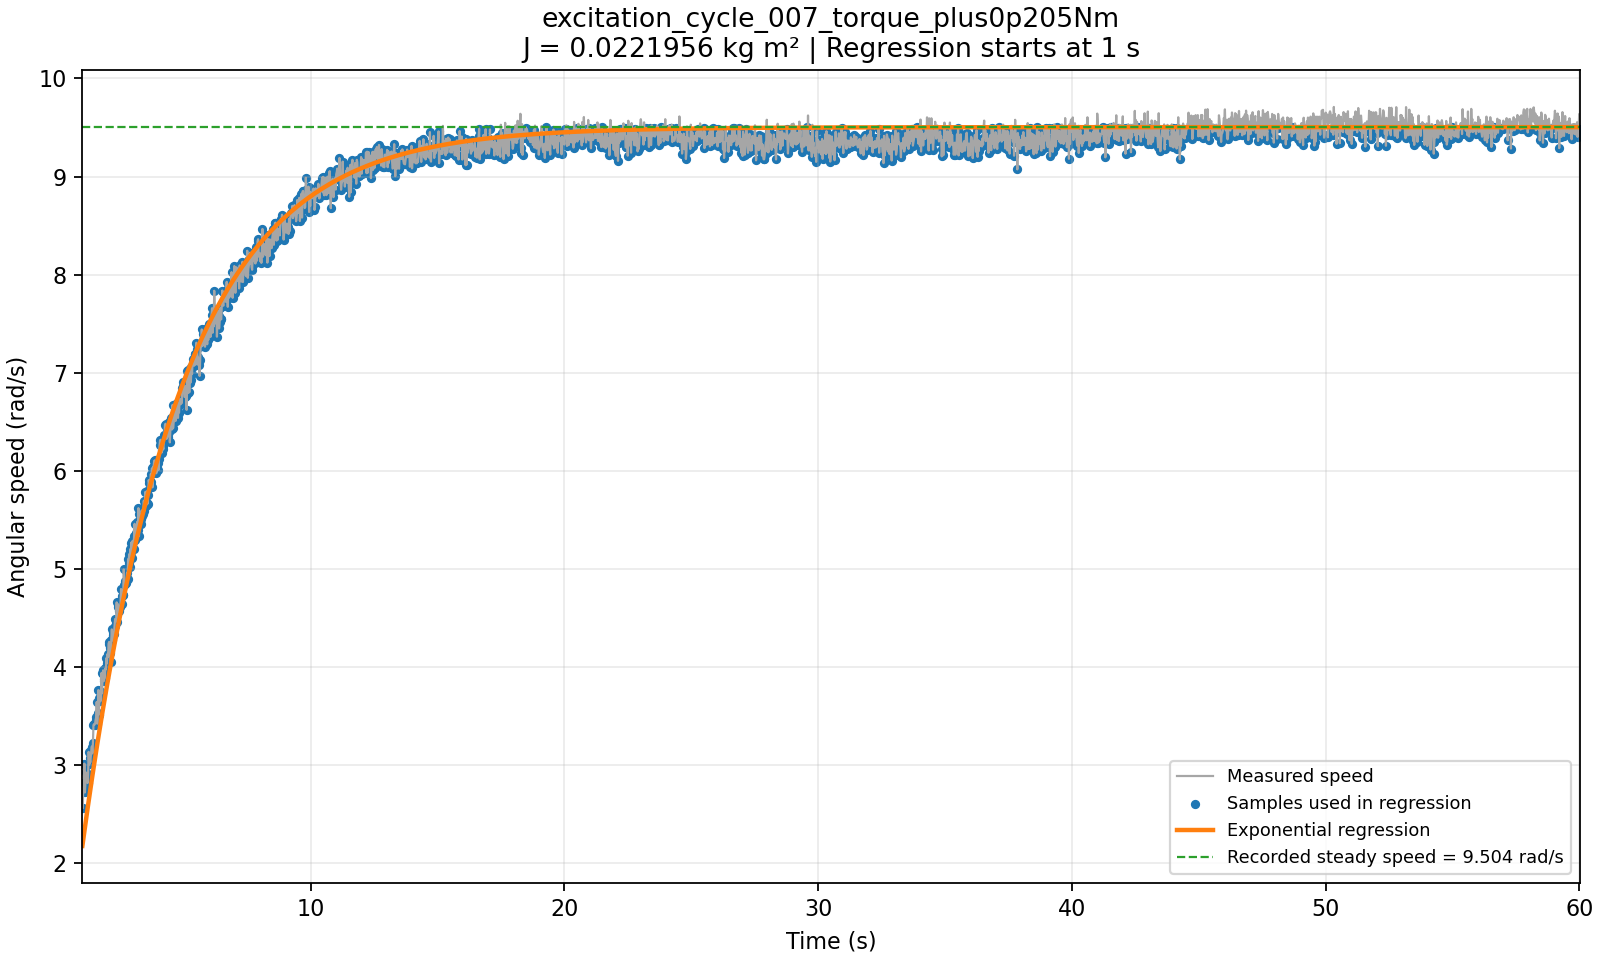 excitation_cycle_007_torque_plus0p205Nm
J = 0.0221956 kg m² | Regression starts at 1 s
Angular speed (rad/s)
10
9
8
7
6
5
4
3
2
10
20
30
40
50
60
Time (s)
Measured speed
Samples used in regression
Exponential regression
Recorded steady speed = 9.504 rad/s